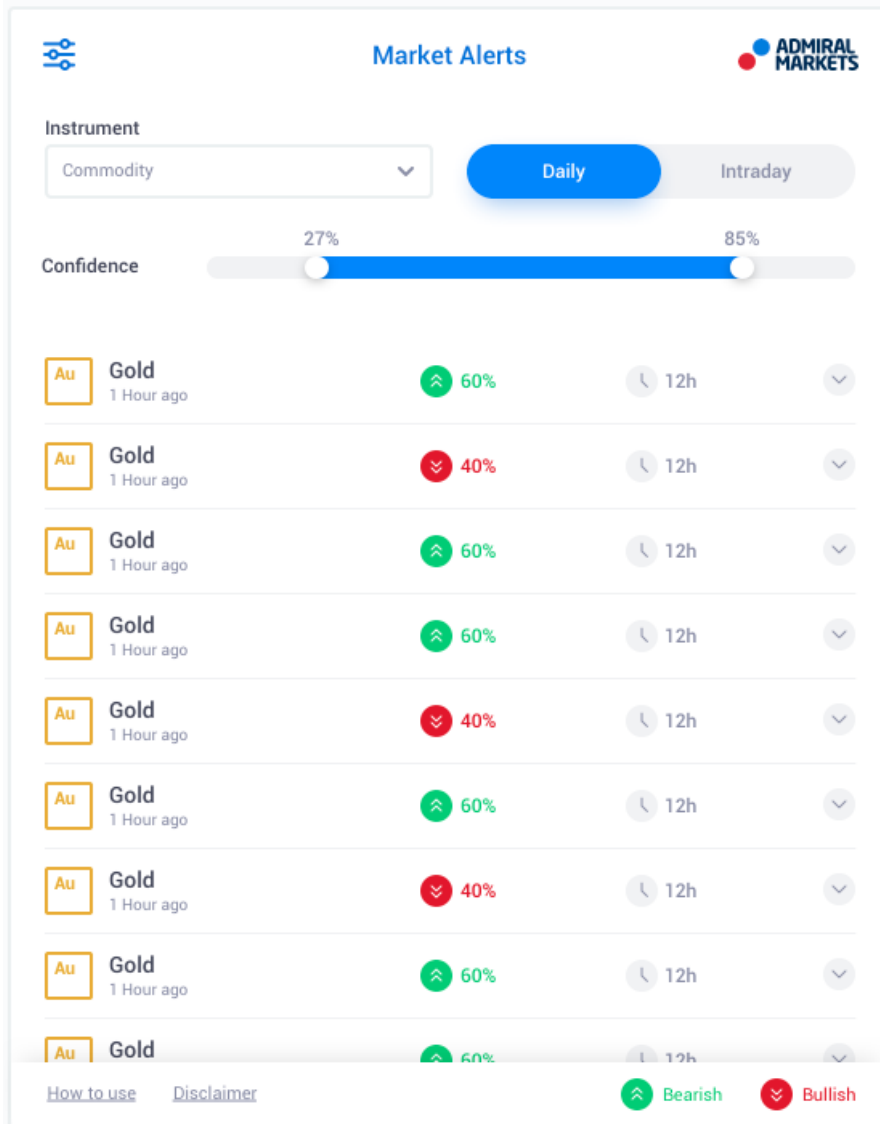 Market Alerts
ADMIRAL
MARKETS
Instrument
Commodity
Daily
Intraday
27%
85%
Confidence
Au Gold 60% 12h
1 Hour ago
Au Gold 40% 12h
1 Hour ago
Au Gold 60% 12h
1 Hour ago
Au Gold 60% 12h
1 Hour ago
Au Gold 40% 12h
1 Hour ago
Au Gold 60% 12h
1 Hour ago
Au Gold 40% 12h
1 Hour ago
Au Gold 60% 12h
1 Hour ago
Au Gold 60% 12h
How to use Disclaimer Bearish Bullish